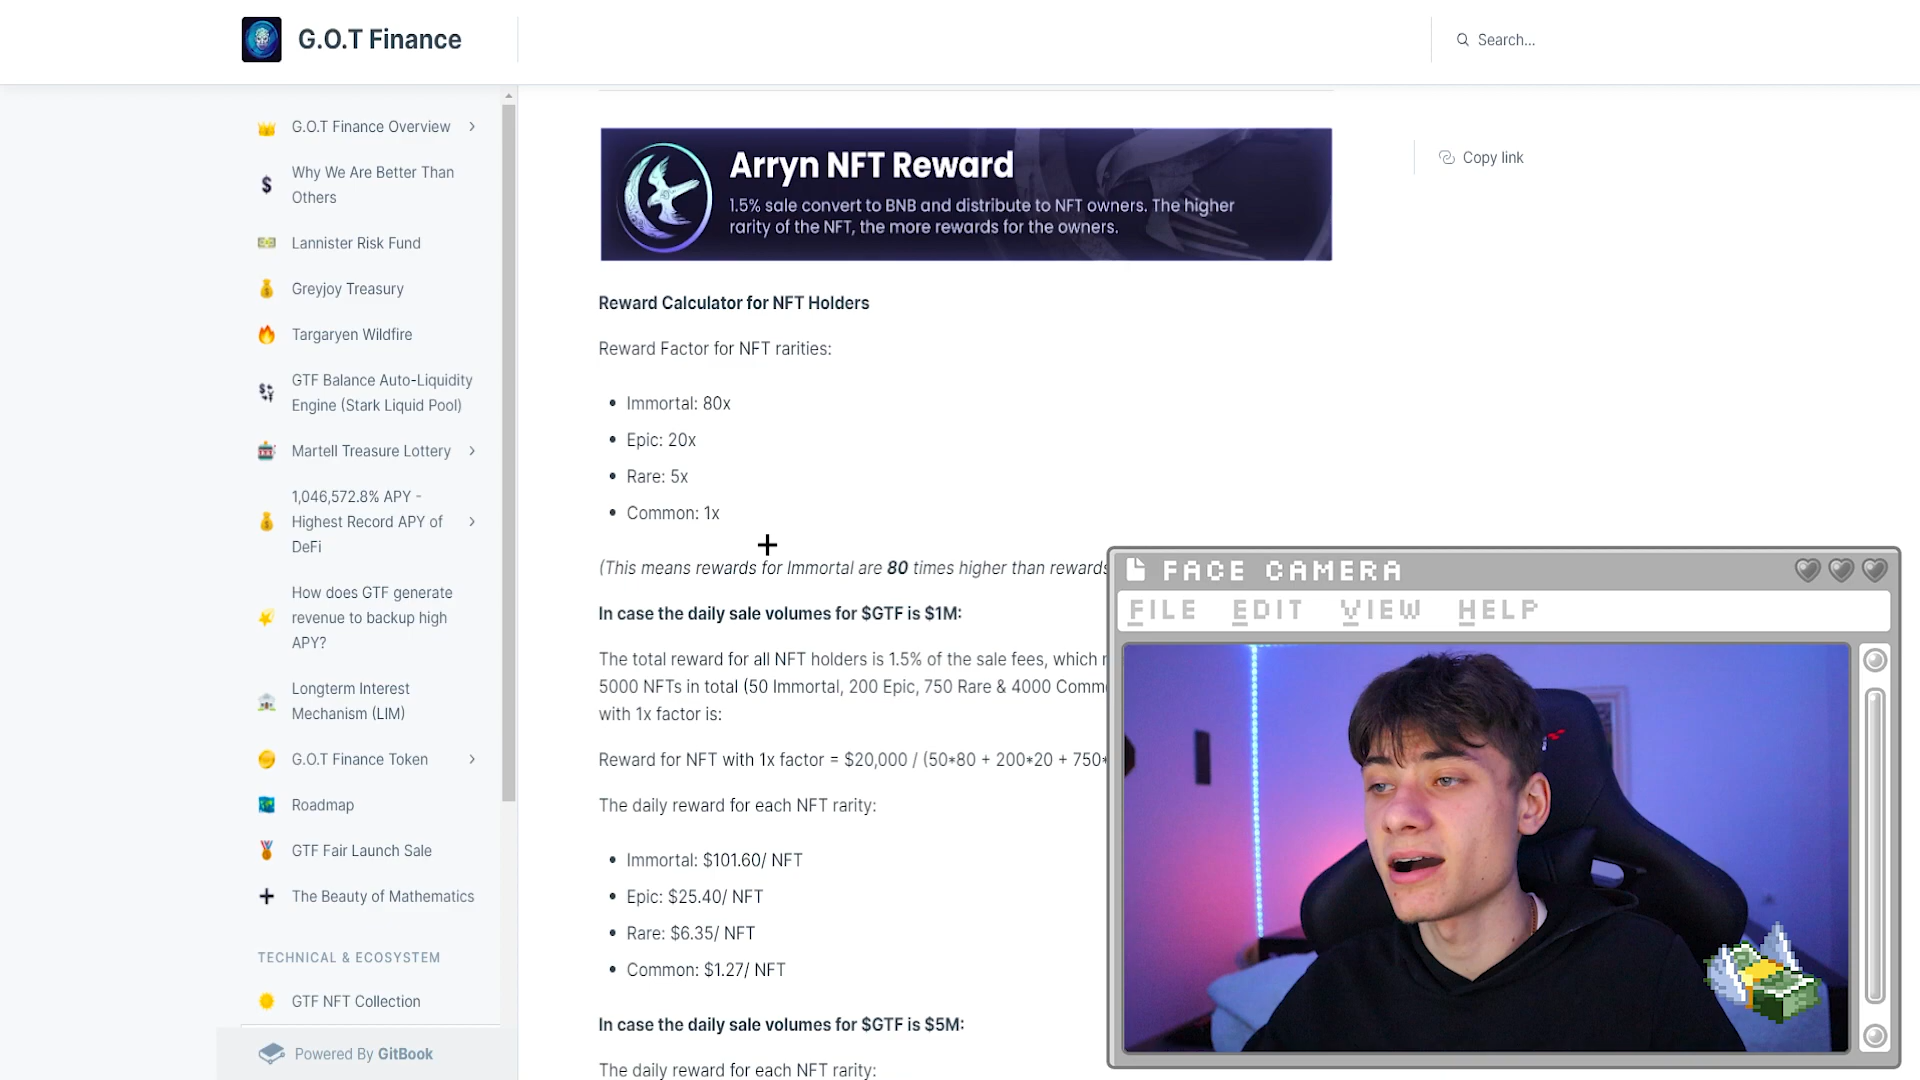 G.O.T Finance
Search...
G.O.T Finance Overview
Why We Are Better Than
Others
Lannister Risk Fund
Greyjoy Treasury
Targaryen Wildfire
GTF Balance Auto-Liquidity
Engine (Stark Liquid Pool)
Martell Treasure Lottery
1,046,572.8% APY -
Highest Record APY of
DeFi
How does GTF generate
revenue to backup high
APY?
Longterm Interest
Mechanism (LIM)
G.O.T Finance Token
Roadmap
GTF Fair Launch Sale
The Beauty of Mathematics
TECHNICAL & ECOSYSTEM
GTF NFT Collection
Powered By GitBook
Arryn NFT Reward
1.5% sale convert to BNB and distribute to NFT owners. The higher
rarity of the NFT, the more rewards for the owners.
Copy link
Reward Calculator for NFT Holders
Reward Factor for NFT rarities:
• Immortal: 80x
• Epic: 20x
• Rare: 5x
• Common: 1x
(This means rewards for Immortal are 80 times higher than rewards
In case the daily sale volumes for $GTF is $1M:
The total reward for all NFT holders is 1.5% of the sale fees, which
5000 NFTs in total (50 Immortal, 200 Epic, 750 Rare & 4000 Comm
with 1x factor is:
Reward for NFT with 1x factor = $20,000 / (50*80 + 200*20 + 750*
The daily reward for each NFT rarity:
• Immortal: $101.60/ NFT
• Epic: $25.40/ NFT
• Rare: $6.35/ NFT
• Common: $1.27/ NFT
In case the daily sale volumes for $GTF is $5M:
The daily reward for each NFT rarity:
FACE CAMERA
FILE EDIT VIEW HELP